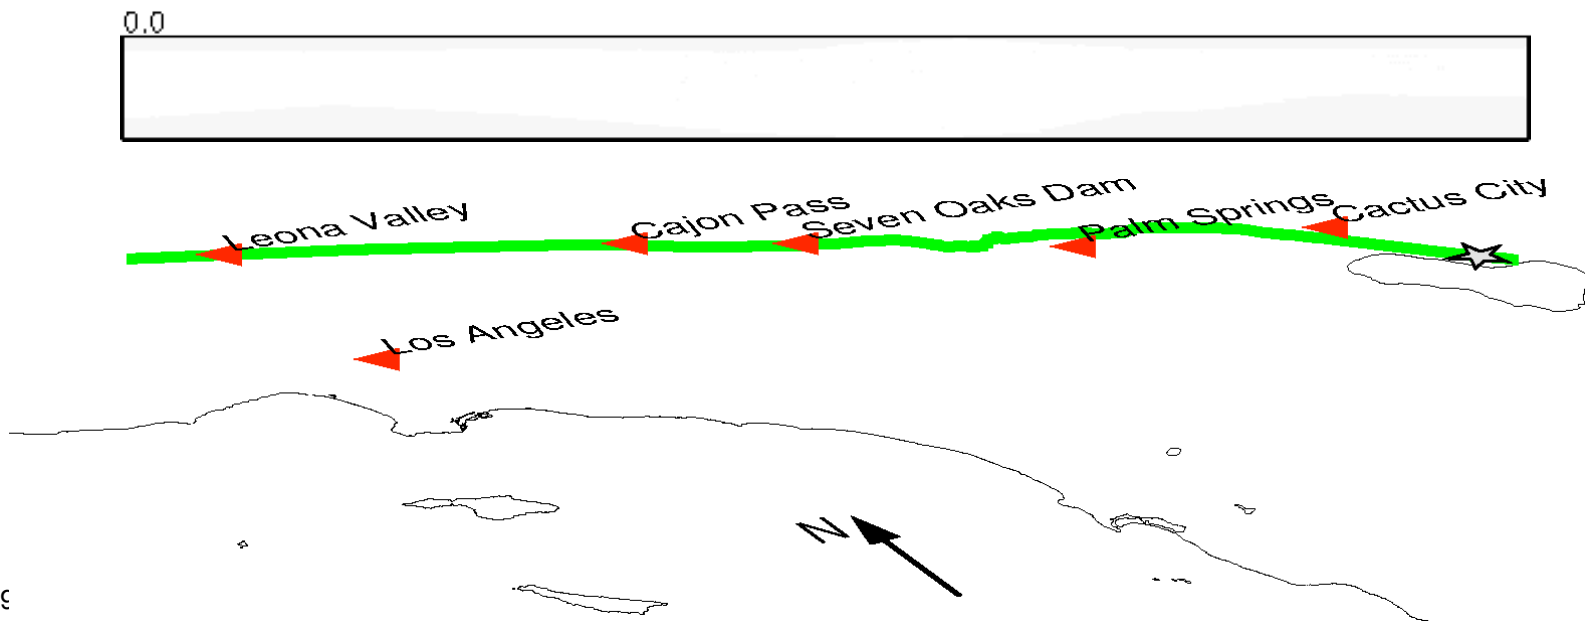 0.0
Leona Valley
Cajon Pass
Seven Oaks Dam
Palm Springs
Cactus City
Los Angeles
N